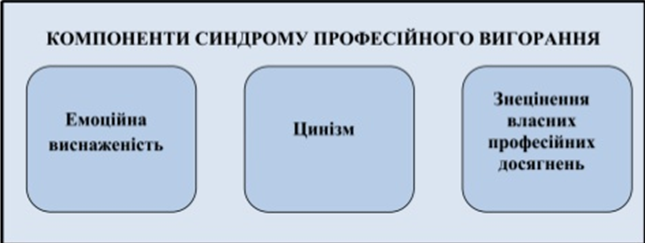 КОМПОНЕНТИ СИНДРОМУ ПРОФЕСІЙНОГО ВИГОРАННЯ
Емоційна
виснаженість
Цинізм
Знецінення
власних
професійних
досягнень